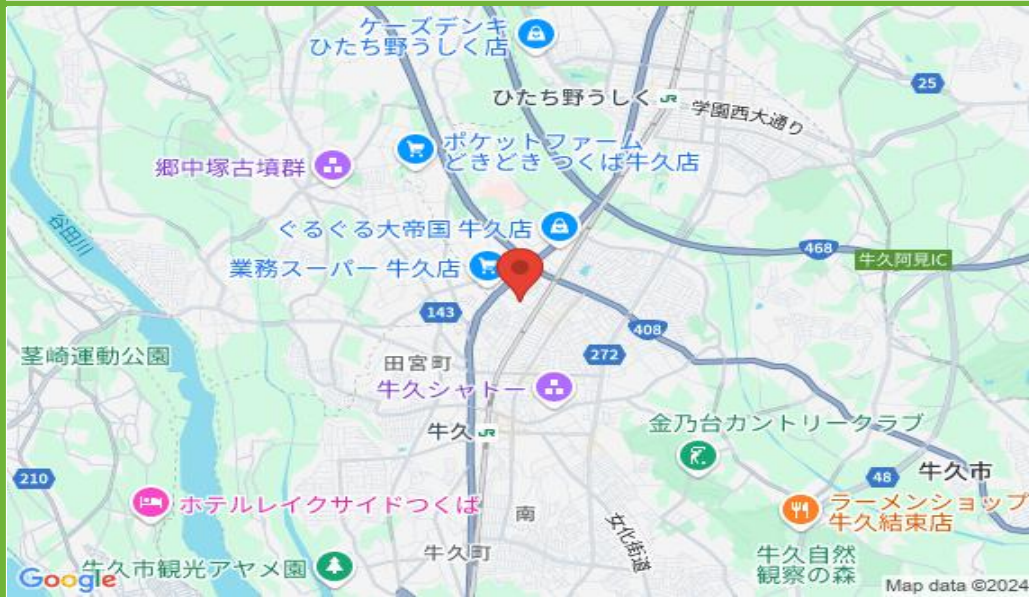 ケーズデンキ
ひたち野うしく店
25
ひたち野うしく JR
学園西大通り
ポケットファーム
どきどき つくば牛久店
郷中塚古墳群
谷田川
ぐるぐる大帝国 牛久店
468
牛久阿見IC
業務スーパー 牛久店
143
408
272
茎崎運動公園
田宮町
牛久シャトー
金乃台カントリークラブ
牛久 JR
210
48
牛久市
ホテルレイクサイドつくば
ラーメンショップ
牛久結束店
南
女化街道
牛久町
牛久自然
観察の森
牛久市観光アヤメ園
Google
Map data ©2024